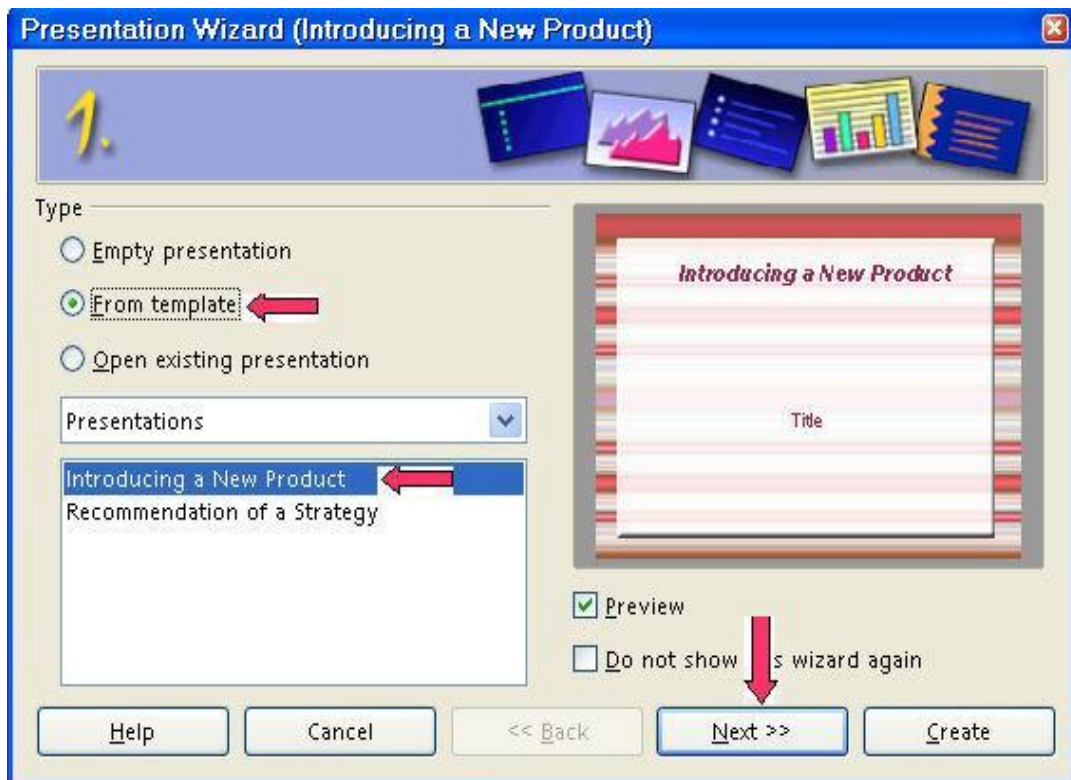 Presentation Wizard (Introducing a New Product)
1.
Type
Empty presentation
From template
Open existing presentation
Presentations
Introducing a New Product
Recommendation of a Strategy
Introducing a New Product
Title
Preview
Do not show s wizard again
Help
Cancel
<< Back
Next >>
Create